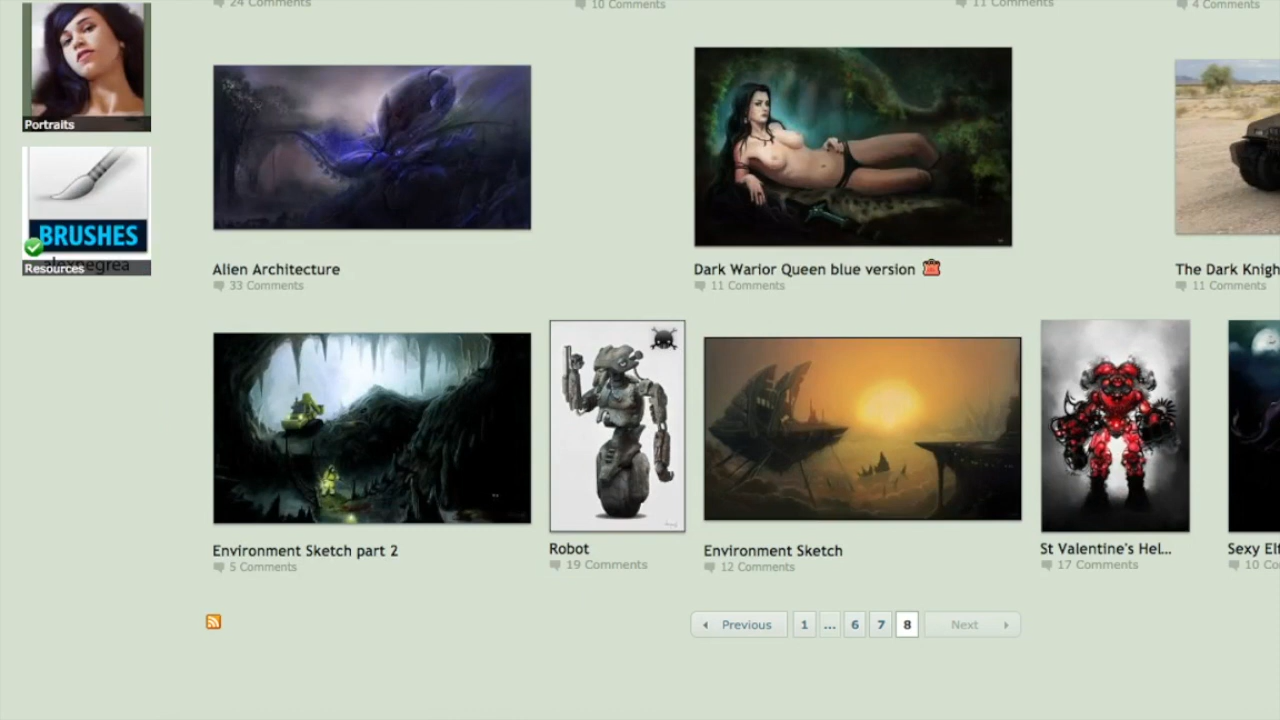 24 Comments
10 Comments
11 Comments
4 Comments
Portraits
BRUSHES
alexnegrea
Resources
Alien Architecture
33 Comments
Dark Warior Queen blue version
11 Comments
The Dark Knigh
11 Comments
Environment Sketch part 2
5 Comments
Robot
19 Comments
Environment Sketch
12 Comments
St Valentine's Hel...
17 Comments
Sexy Elf
10 Co
Previous
1
...
6
7
8
Next